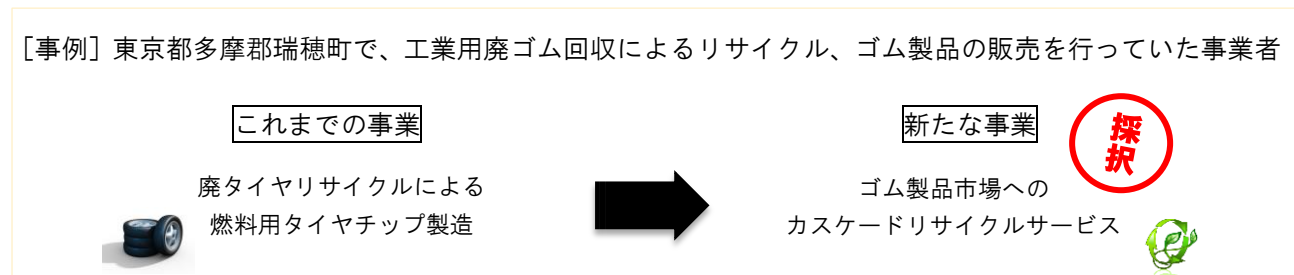 [事例] 東京都多摩郡瑞穂町で、工業用廃ゴム回収によるリサイクル、ゴム製品の販売を行っていた事業者
これまでの事業
新たな事業
採択
廃タイヤリサイクルによる
燃料用タイヤチップ製造
ゴム製品市場への
カスケードリサイクルサービス